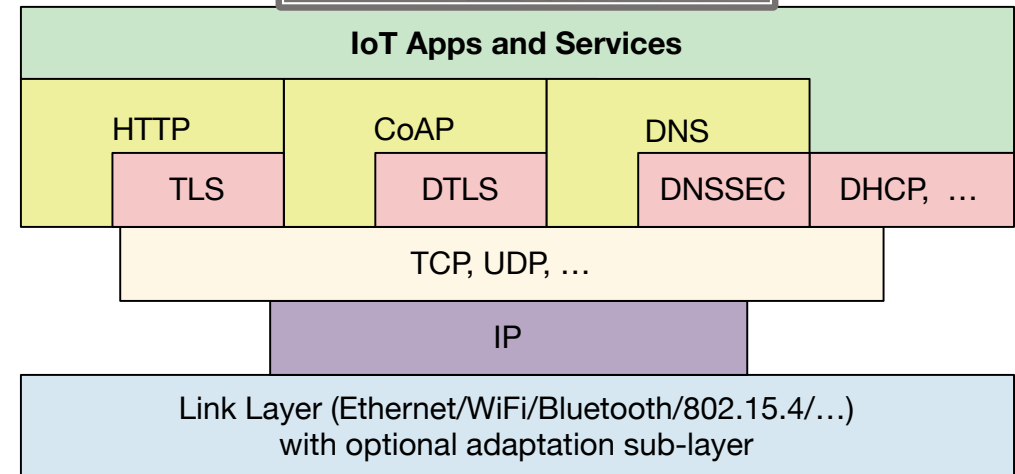 IoT Apps and Services
HTTP
CoAP
DNS
TLS
DTLS
DNSSEC
DHCP, …
TCP, UDP, …
IP
Link Layer (Ethernet/WiFi/Bluetooth/802.15.4/…)
with optional adaptation sub-layer